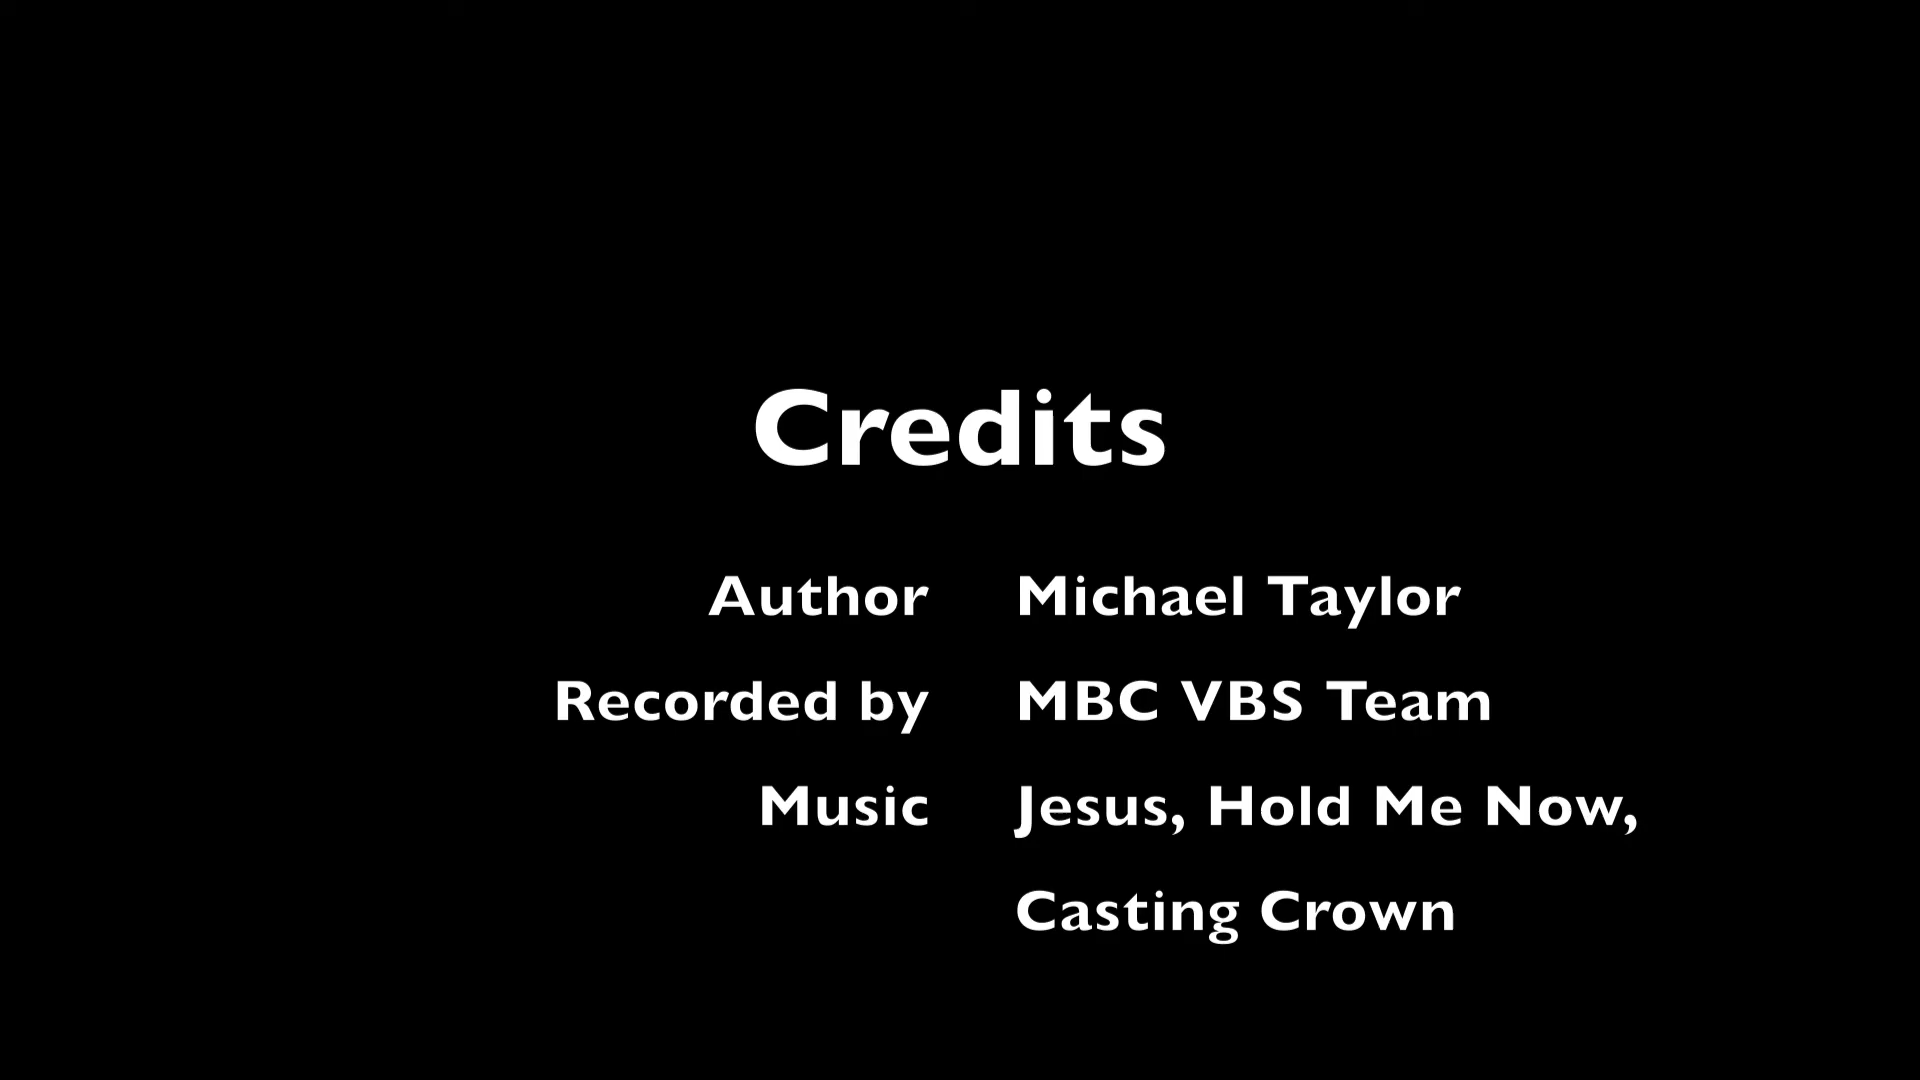 Credits
Author Michael Taylor
Recorded by MBC VBS Team
Music Jesus, Hold Me Now,
Casting Crown